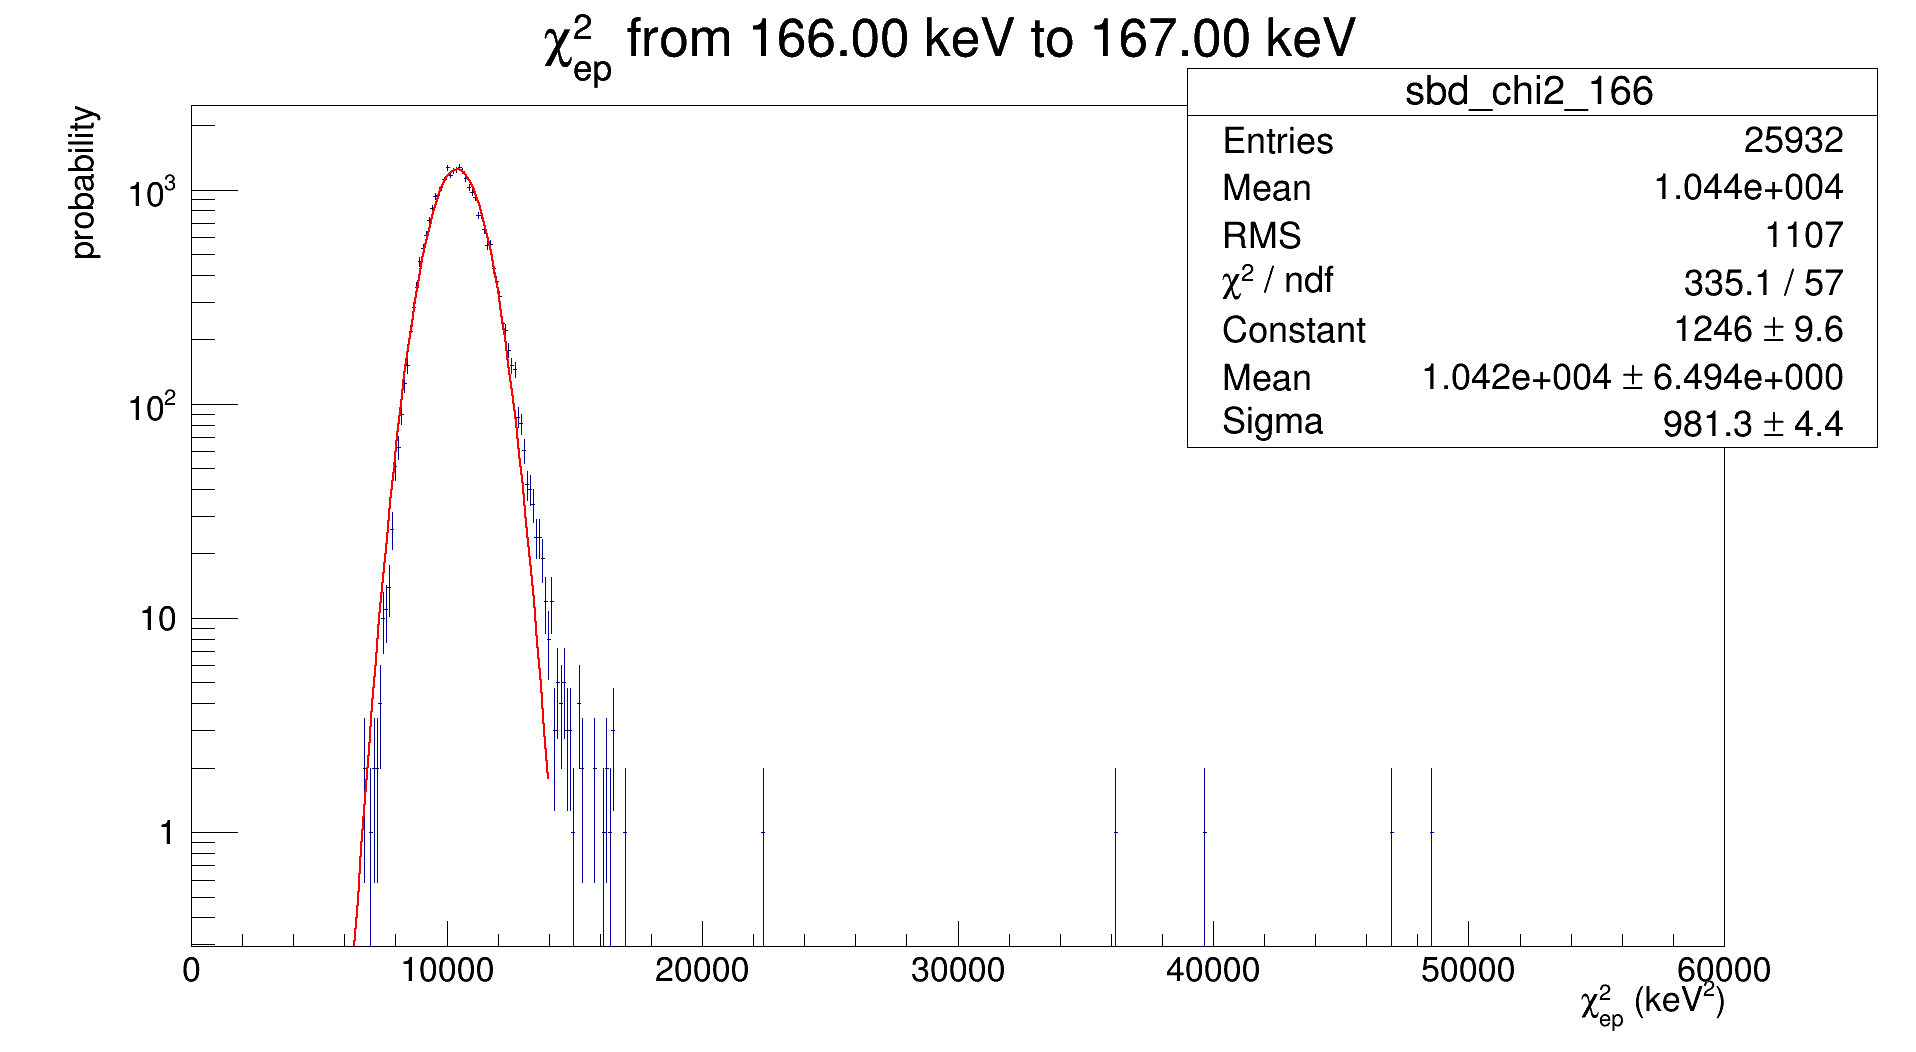 χ²ep from 166.00 keV to 167.00 keV
sbd_chi2_166
Entries 25932
Mean 1.044e+004
RMS 1107
χ² / ndf 335.1 / 57
Constant 1246 ± 9.6
Mean 1.042e+004 ± 6.494e+000
Sigma 981.3 ± 4.4
probability
10³
10²
10
1
0 10000 20000 30000 40000 50000 60000
χ²ep (keV²)